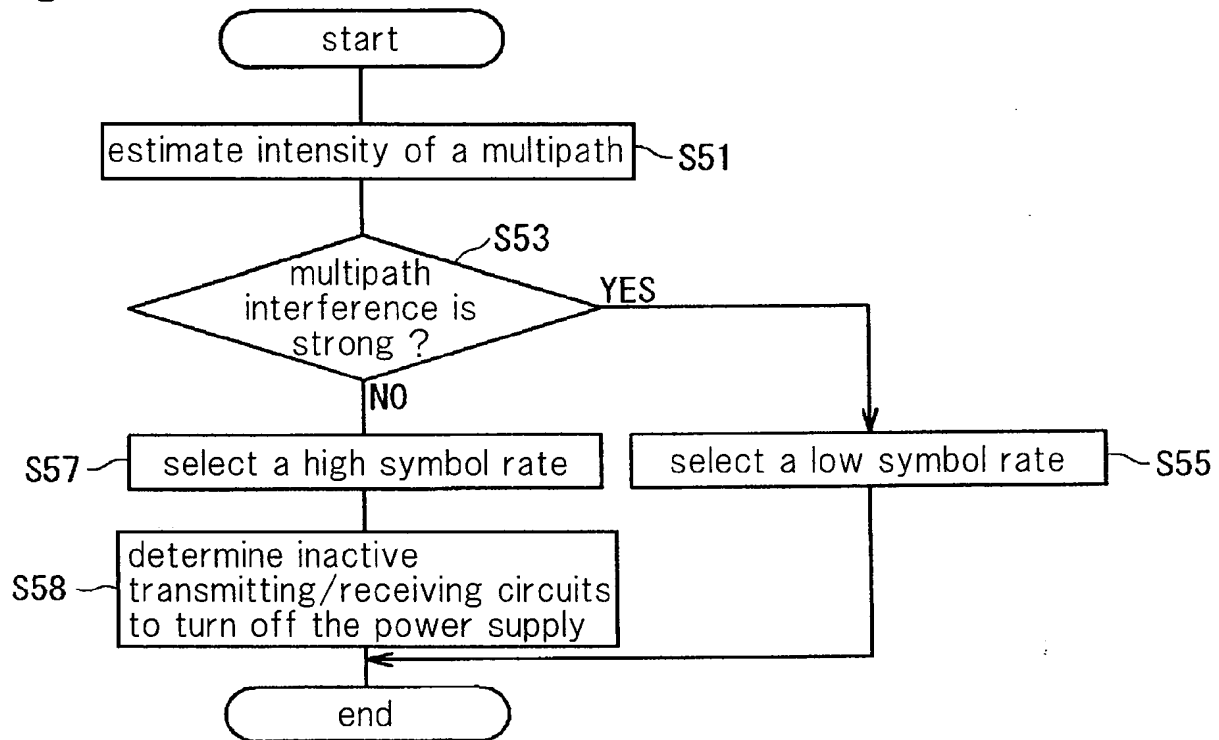 start
estimate intensity of a multipath
S51
S53
multipath
interference is
strong ?
YES
NO
S57
select a high symbol rate
select a low symbol rate
S55
S58
determine inactive
transmitting/receiving circuits
to turn off the power supply
end